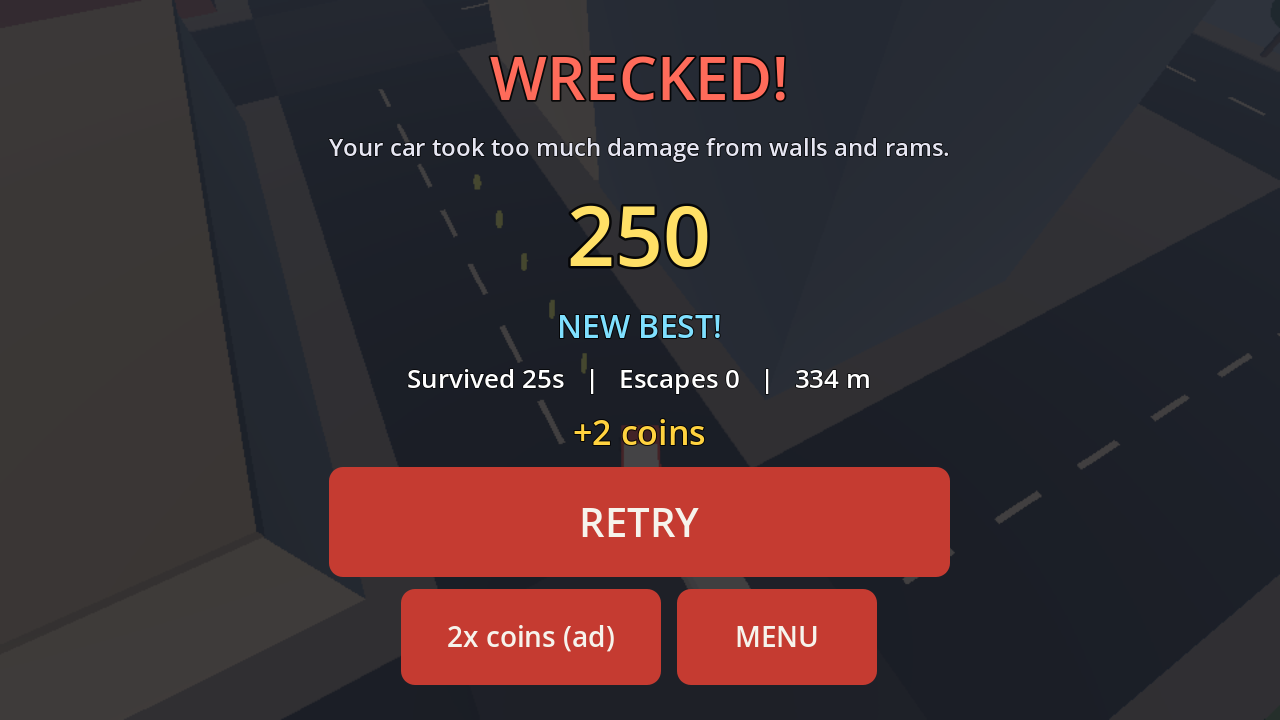 WRECKED!
Your car took too much damage from walls and rams.
250
NEW BEST!
Survived 25s | Escapes 0 | 334 m
+2 coins
RETRY
2x coins (ad)
MENU